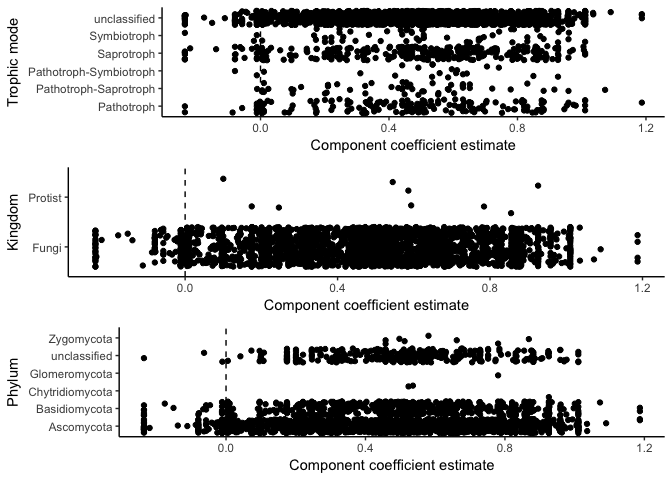 Trophic mode
unclassified
Symbiotroph
Saprotroph
Pathotroph-Symbiotroph
Pathotroph-Saprotroph
Pathotroph
0.0 0.4 0.8 1.2
Component coefficient estimate
Kingdom
Protist
Fungi
0.0 0.4 0.8 1.2
Component coefficient estimate
Phylum
Zygomycota
unclassified
Glomeromycota
Chytridiomycota
Basidiomycota
Ascomycota
0.0 0.4 0.8 1.2
Component coefficient estimate